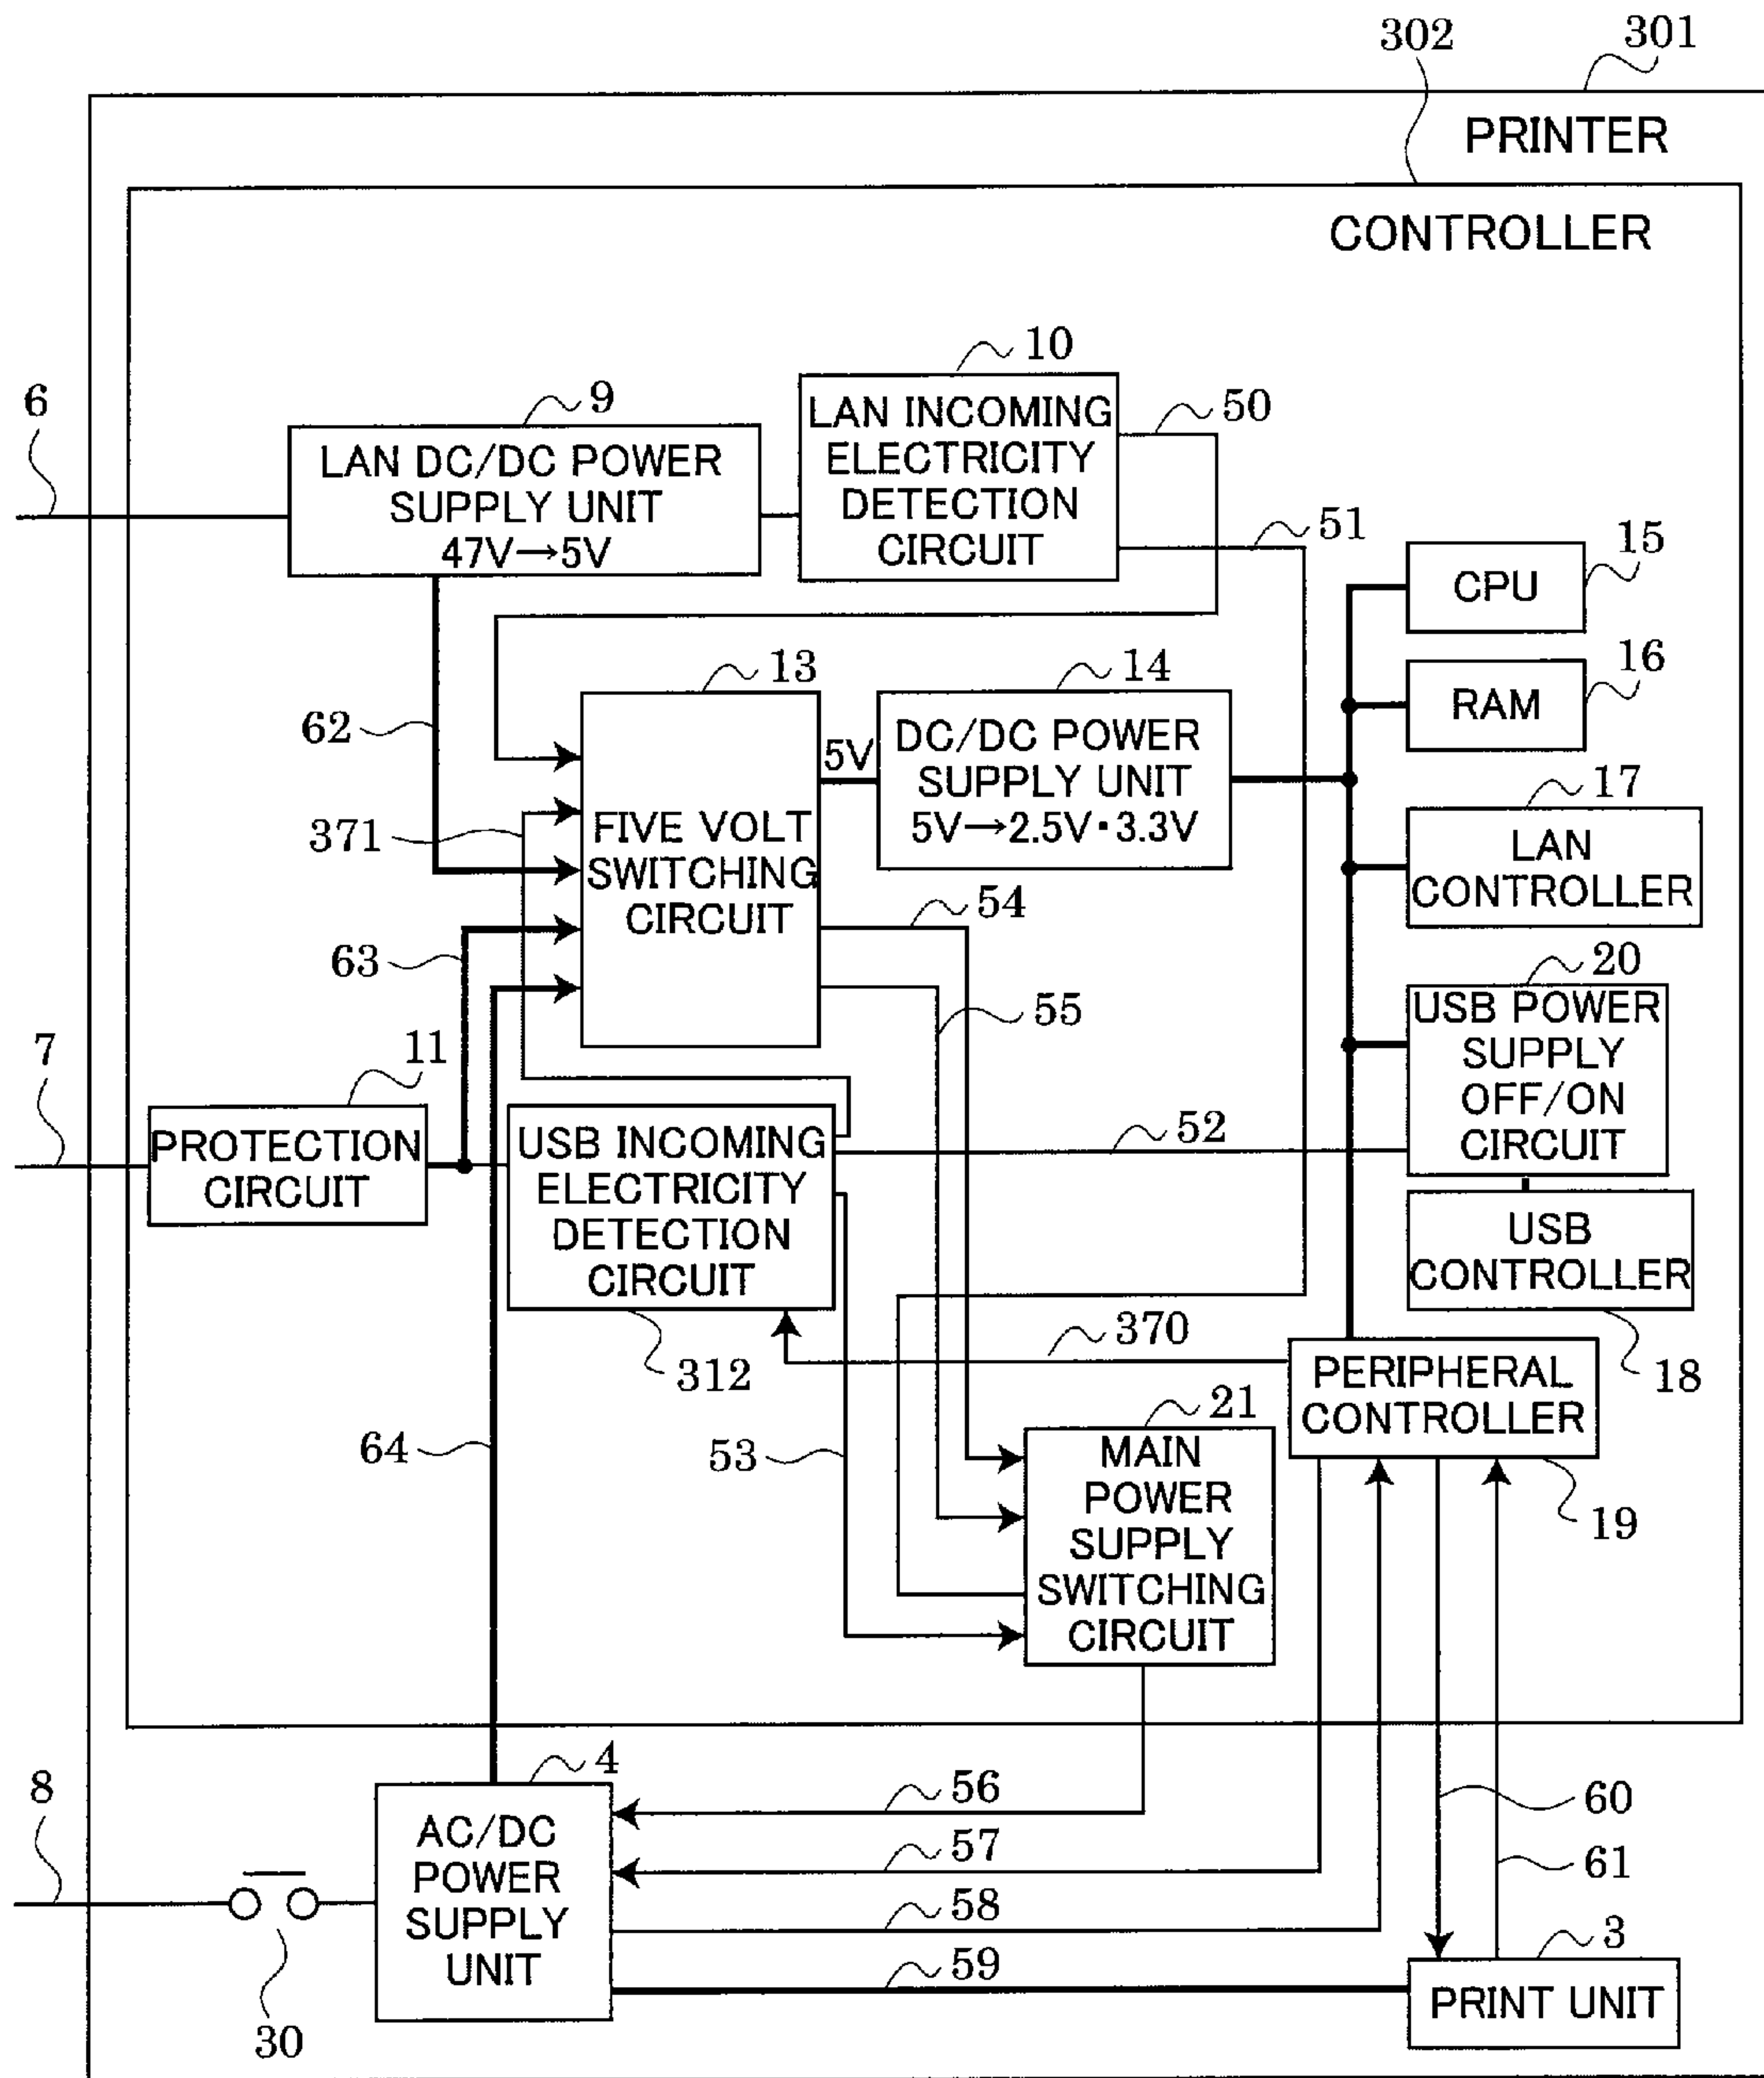 302
301
PRINTER
CONTROLLER
10
6
9
LAN DC/DC POWER
SUPPLY UNIT
47V→5V
LAN INCOMING
ELECTRICITY
DETECTION
CIRCUIT
50
51
15
CPU
16
RAM
13
14
62
5V
DC/DC POWER
SUPPLY UNIT
5V→2.5V・3.3V
17
LAN
CONTROLLER
371
FIVE VOLT
SWITCHING
CIRCUIT
54
63
55
20
USB POWER
SUPPLY
OFF/ON
CIRCUIT
7
11
PROTECTION
CIRCUIT
USB INCOMING
ELECTRICITY
DETECTION
CIRCUIT
52
USB
CONTROLLER
312
370
18
PERIPHERAL
CONTROLLER
21
64
53
MAIN
POWER
SUPPLY
SWITCHING
CIRCUIT
19
8
4
AC/DC
POWER
SUPPLY
UNIT
56
57
58
59
60
61
30
3
PRINT UNIT